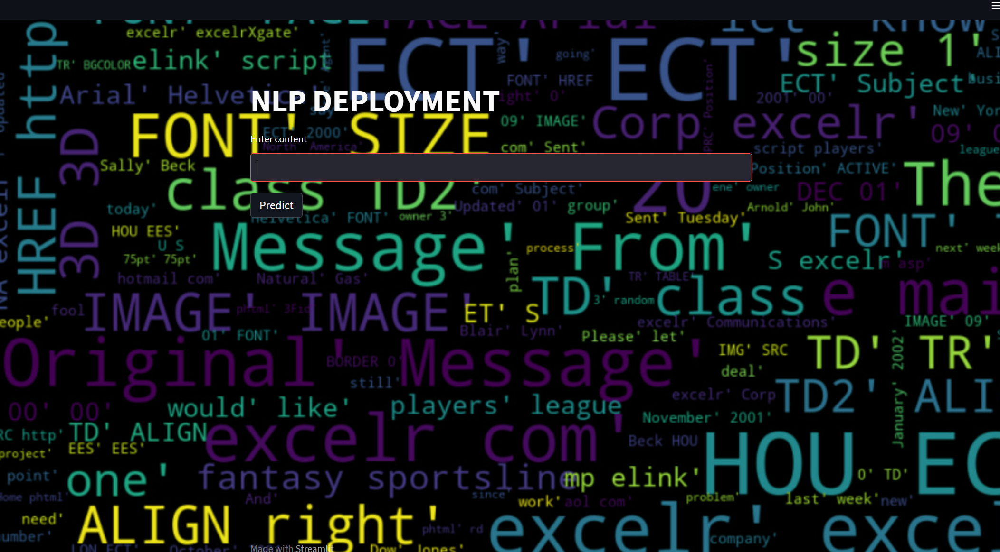 excelr' excelrXgate'
http
TR' BGCOLOR
elink' script
ECT' ECT'
way'
going'
size 1'
FONT' HREF
ECT' Subject
Arial' Helvetica'
2001' 00'
NLP DEPLOYMENT
say'
FONT' SIZE
09' IMAGE'
Corp excelr'
PRC' Position'
New' Yor
ECT' 2000'
Enter content
North' America'
com' Sent'
script players'
league
3D 3D
Sally' Beck
Position' ACTIVE'
The
class TD2'
com' Subject'
20
DEC 01'
today'
Updated' 01'
group'
Arnold' John'
Predict
Helvetica' FONT'
owner 3'
Sent' Tuesday'
FONT'
HREF
HOU EES'
U S
Message' From'
process'
next' week
75pt' 75pt'
plan'
S excelr'
hotmail com'
Natural' Gas'
TR' TABLE'
TD' class
e mai
fool
IMAGE' IMAGE'
3' random
ET' S
eople'
excelr' Communications'
IMAGE' 09'
01' FONT'
Blair' Lynn'
Please' let'
Original' Message'
BORDER 0'
IMG' SRC
TD' TR'
January' 2002'
deal'
still'
excelr' Corp
TD2' ALI
00' 00'
would' like'
players' league
November' 2001'
RC http'
TD' ALIGN
excelr com'
Beck HOU
HOU EC
project'
EES' EES'
point'
one'
fantasy sportsline
mp elink'
0' TD'
Home phtml'
And'
since'
work'
aol com'
problem'
last' week'
new'
need'
ALIGN right'
phtml' rd
excelr' exce
umber'
company'
LON ECT'
October'
Made with Streamlit
Dow' Jones'